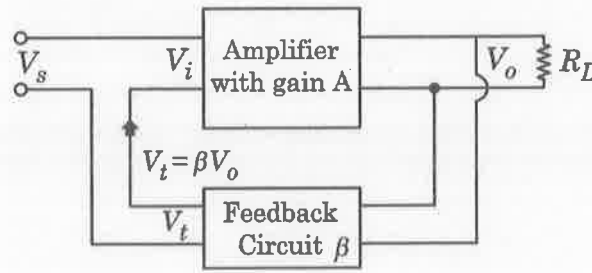 Amplifier
with gain A
V_s
V_i
V_o
R_L
V_t = βV_o
V_t
Feedback
Circuit β